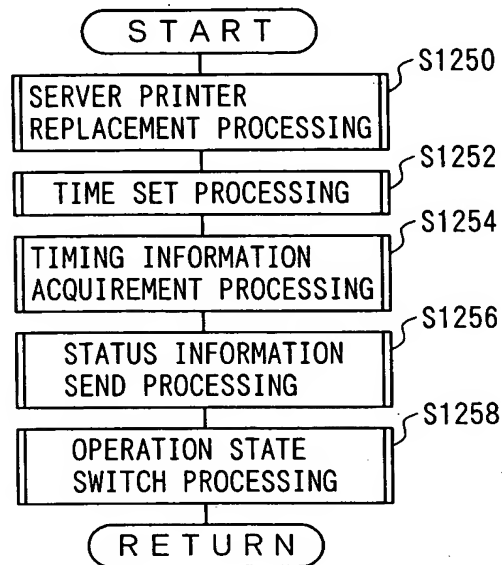 START
S1250
SERVER PRINTER
REPLACEMENT PROCESSING
S1252
TIME SET PROCESSING
S1254
TIMING INFORMATION
ACQUIREMENT PROCESSING
S1256
STATUS INFORMATION
SEND PROCESSING
S1258
OPERATION STATE
SWITCH PROCESSING
RETURN